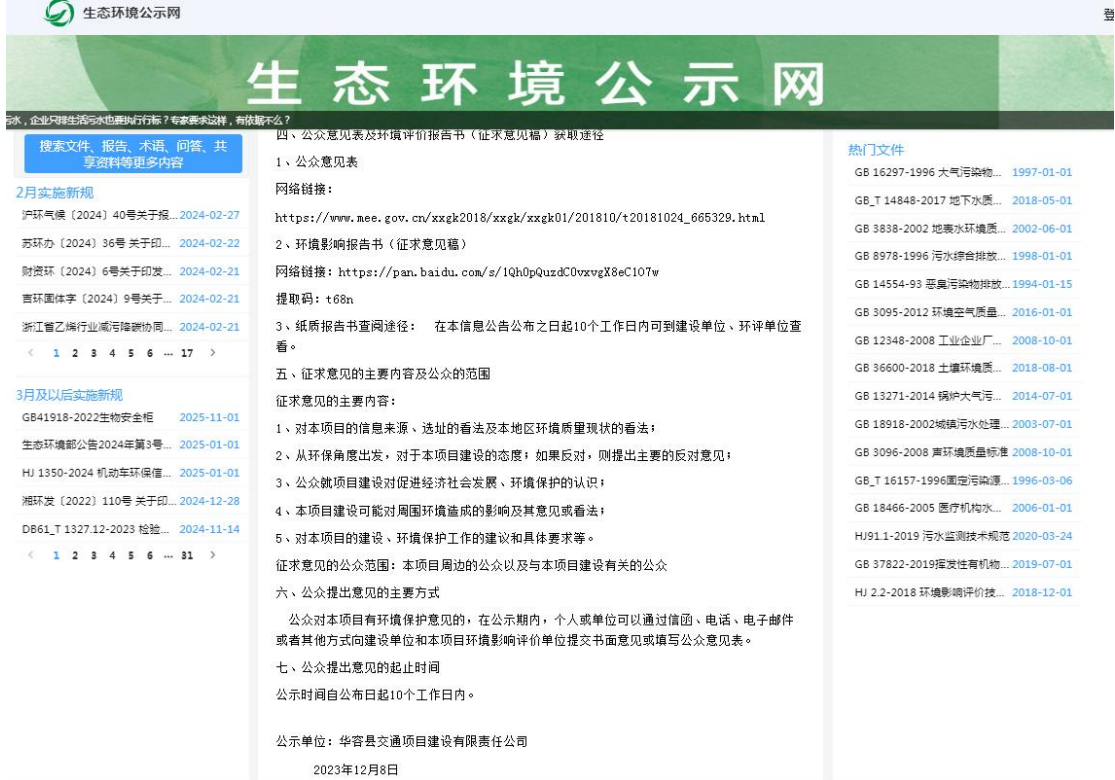 生态环境公示网
登
生态环境公示网
污水，企业只排生活污水也要执行行标？专家要求这样，有依据不么？
搜索文件、报告、术语、问答、共
享资料等更多内容
2月实施新规
沪环气候〔2024〕40号关于报... 2024-02-27
苏环办〔2024〕36号 关于印... 2024-02-22
财资环〔2024〕6号关于印发... 2024-02-21
吉环固体字〔2024〕9号关于... 2024-02-21
浙江省乙烯行业减污降碳协同... 2024-02-21
< 1 2 3 4 5 6 … 17 >
3月及以后实施新规
GB41918-2022生物安全柜 2025-11-01
生态环境部公告2024年第3号... 2025-01-01
HJ 1350-2024 机动车环保信... 2025-01-01
湘环发〔2022〕110号 关于印... 2024-12-28
DB61_T 1327.12-2023 检验... 2024-11-14
< 1 2 3 4 5 6 … 31 >
四、公众意见表及环境评价报告书（征求意见稿）获取途径
1、公众意见表
网络链接：
https://www.mee.gov.cn/xxgk2018/xxgk/xxgk01/201810/t20181024_665329.html
2、环境影响报告书（征求意见稿）
网络链接：https://pan.baidu.com/s/1Qh0pQuzdC0vxvgX8eC1O7w
提取码：t68n
3、纸质报告书查阅途径： 在本信息公告公布之日起10个工作日内可到建设单位、环评单位查
看。
五、征求意见的主要内容及公众的范围
征求意见的主要内容：
1、对本项目的信息来源、选址的看法及本地区环境质量现状的看法；
2、从环保角度出发，对于本项目建设的态度；如果反对，则提出主要的反对意见；
3、公众就项目建设对促进经济社会发展、环境保护的认识；
4、本项目建设可能对周围环境造成的影响及其意见或看法；
5、对本项目的建设、环境保护工作的建议和具体要求等。
征求意见的公众范围：本项目周边的公众以及与本项目建设有关的公众
六、公众提出意见的主要方式
公众对本项目有环境保护意见的，在公示期内，个人或单位可以通过信函、电话、电子邮件
或者其他方式向建设单位和本项目环境影响评价单位提交书面意见或填写公众意见表。
七、公众提出意见的起止时间
公示时间自公布日起10个工作日内。
公示单位：华容县交通项目建设有限责任公司
2023年12月8日
热门文件
GB 16297-1996 大气污染物... 1997-01-01
GB_T 14848-2017 地下水质... 2018-05-01
GB 3838-2002 地表水环境质... 2002-06-01
GB 8978-1996 污水综合排放... 1998-01-01
GB 14554-93 恶臭污染物排放... 1994-01-15
GB 3095-2012 环境空气质量... 2016-01-01
GB 12348-2008 工业企业厂... 2008-10-01
GB 36600-2018 土壤环境质... 2018-08-01
GB 13271-2014 锅炉大气污... 2014-07-01
GB 18918-2002城镇污水处理... 2003-07-01
GB 3096-2008 声环境质量标准 2008-10-01
GB_T 16157-1996固定污染源... 1996-03-06
GB 18466-2005 医疗机构水... 2006-01-01
HJ91.1-2019 污水监测技术规范 2020-03-24
GB 37822-2019挥发性有机物... 2019-07-01
HJ 2.2-2018 环境影响评价技... 2018-12-01